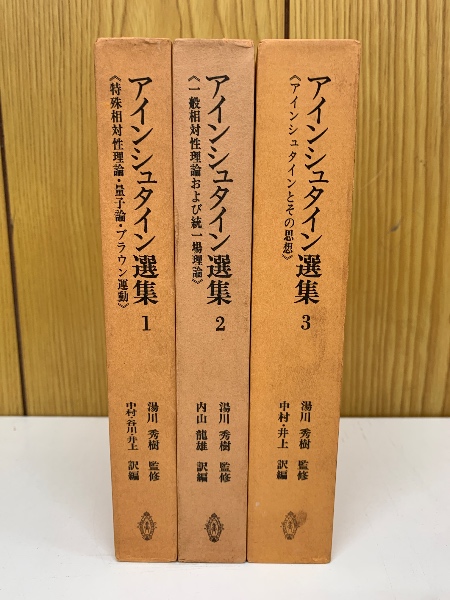 アインシュタイン選集
《特殊相対性理論・量子論・ブラウン運動》
1
湯川 秀樹 監修
中村・谷川・井上 訳編
アインシュタイン選集
《一般相対性理論および統一場理論》
2
湯川 秀樹 監修
内山 龍雄 訳編
アインシュタイン選集
《アインシュタインとその思想》
3
湯川 秀樹 監修
中村・井上 訳編